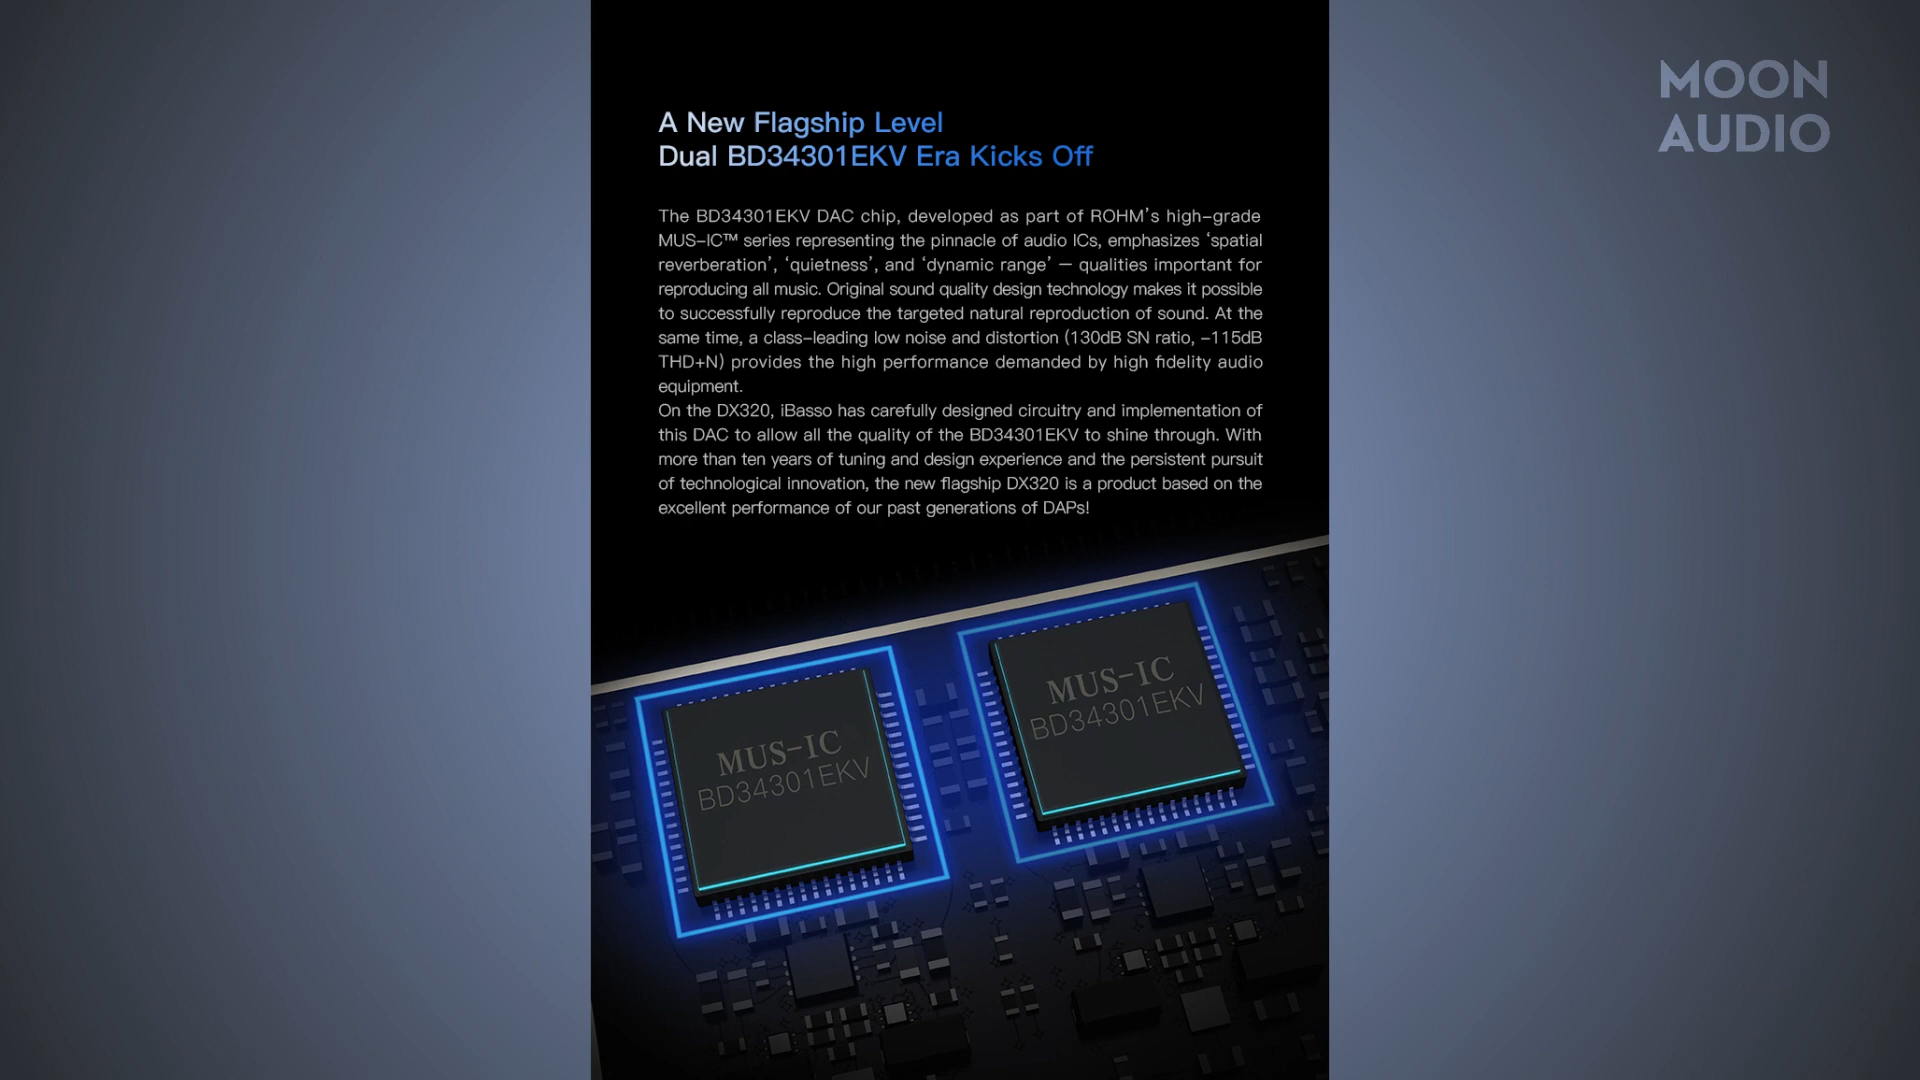 MOON
AUDIO
A New Flagship Level
Dual BD34301EKV Era Kicks Off
The BD34301EKV DAC chip, developed as part of ROHM's high-grade
MUS-IC™ series representing the pinnacle of audio ICs, emphasizes ‘spatial
reverberation’, ‘quietness’, and ‘dynamic range’ — qualities important for
reproducing all music. Original sound quality design technology makes it possible
to successfully reproduce the targeted natural reproduction of sound. At the
same time, a class-leading low noise and distortion (130dB SN ratio, -115dB
THD+N) provides the high performance demanded by high fidelity audio
equipment.
On the DX320, iBasso has carefully designed circuitry and implementation of
this DAC to allow all the quality of the BD34301EKV to shine through. With
more than ten years of tuning and design experience and the persistent pursuit
of technological innovation, the new flagship DX320 is a product based on the
excellent performance of our past generations of DAPs!
MUS-IC
BD34301EKV
MUS-IC
BD34301EKV